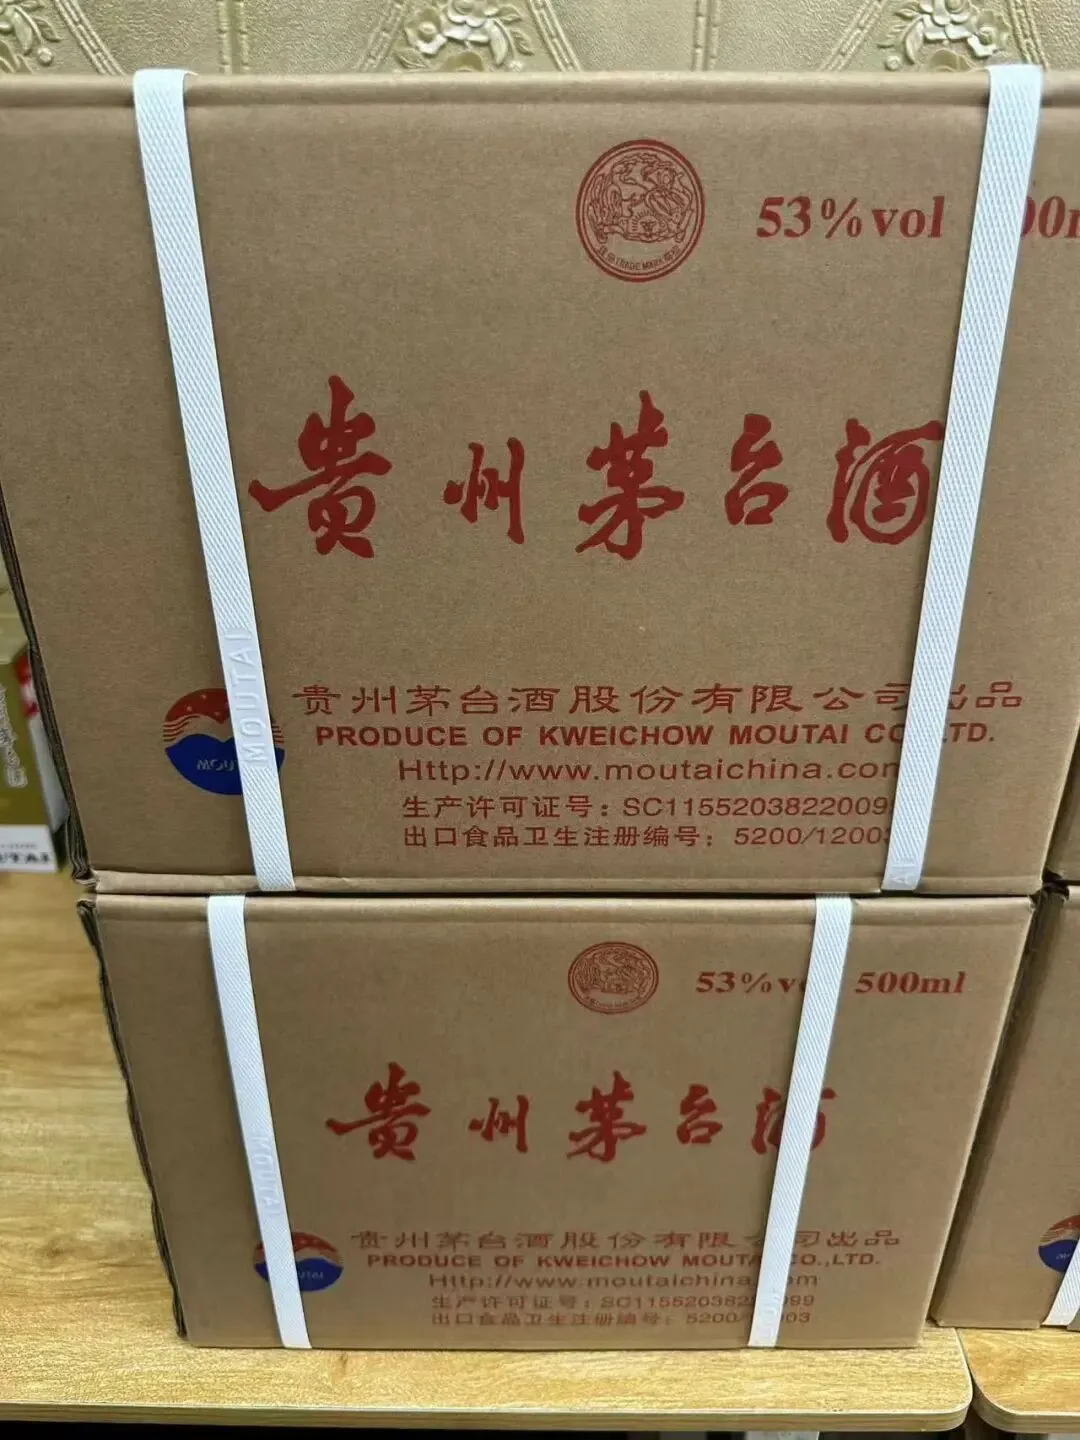 53%vol
贵州茅台酒
MOUTAI
贵州茅台酒股份有限公司出品
PRODUCE OF KWEICHOW MOUTAI CO.,LTD.
Http://www.moutaichina.com
生产许可证号：SC1155203822009
出口食品卫生注册编号：5200/12003
53%vol 500ml
贵州茅台酒
MOUTAI
贵州茅台酒股份有限公司出品
PRODUCE OF KWEICHOW MOUTAI CO.,LTD.
Http://www.moutaichina.com
生产许可证号：
出口食品卫生注册编号：